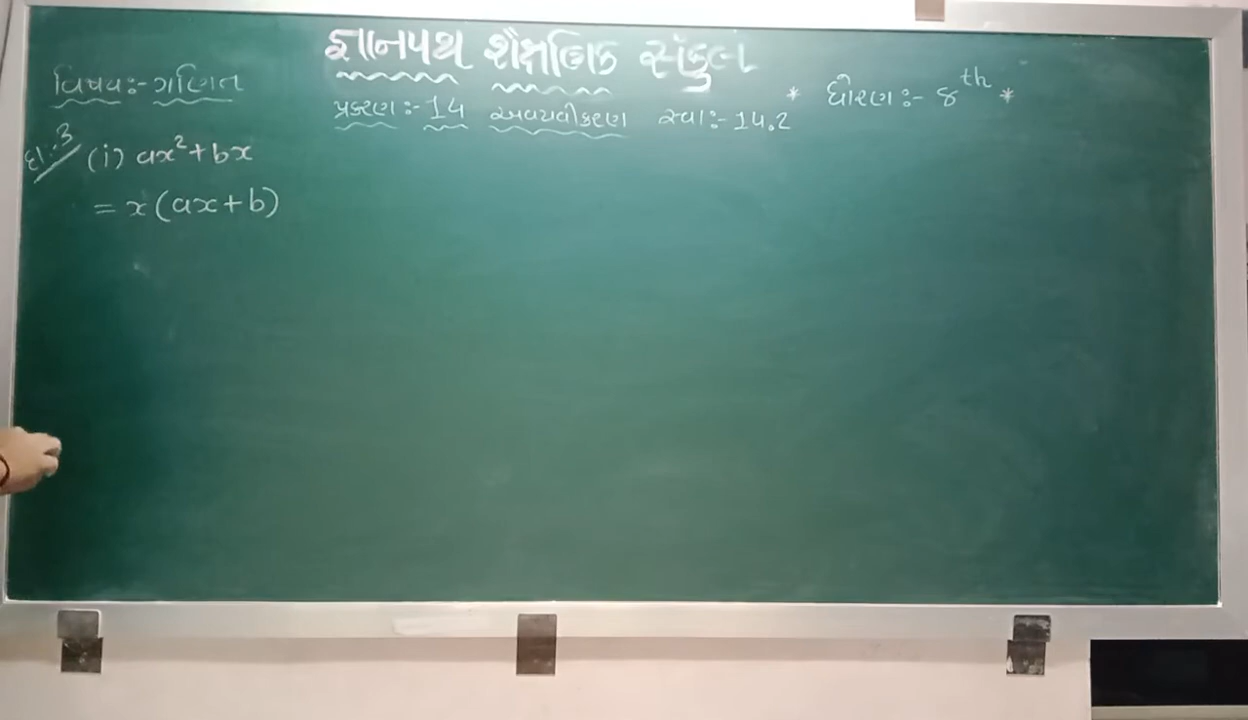 જ્ઞાનપથ શૈક્ષણિક સંકુલ
વિષય:- ગણિત
પ્રકરણ:- 14 અવયવીકરણ સ્વા:- 14.2 * ધોરણ:- 8th *
દા.:3 (i) ax²+bx
= x(ax+b)